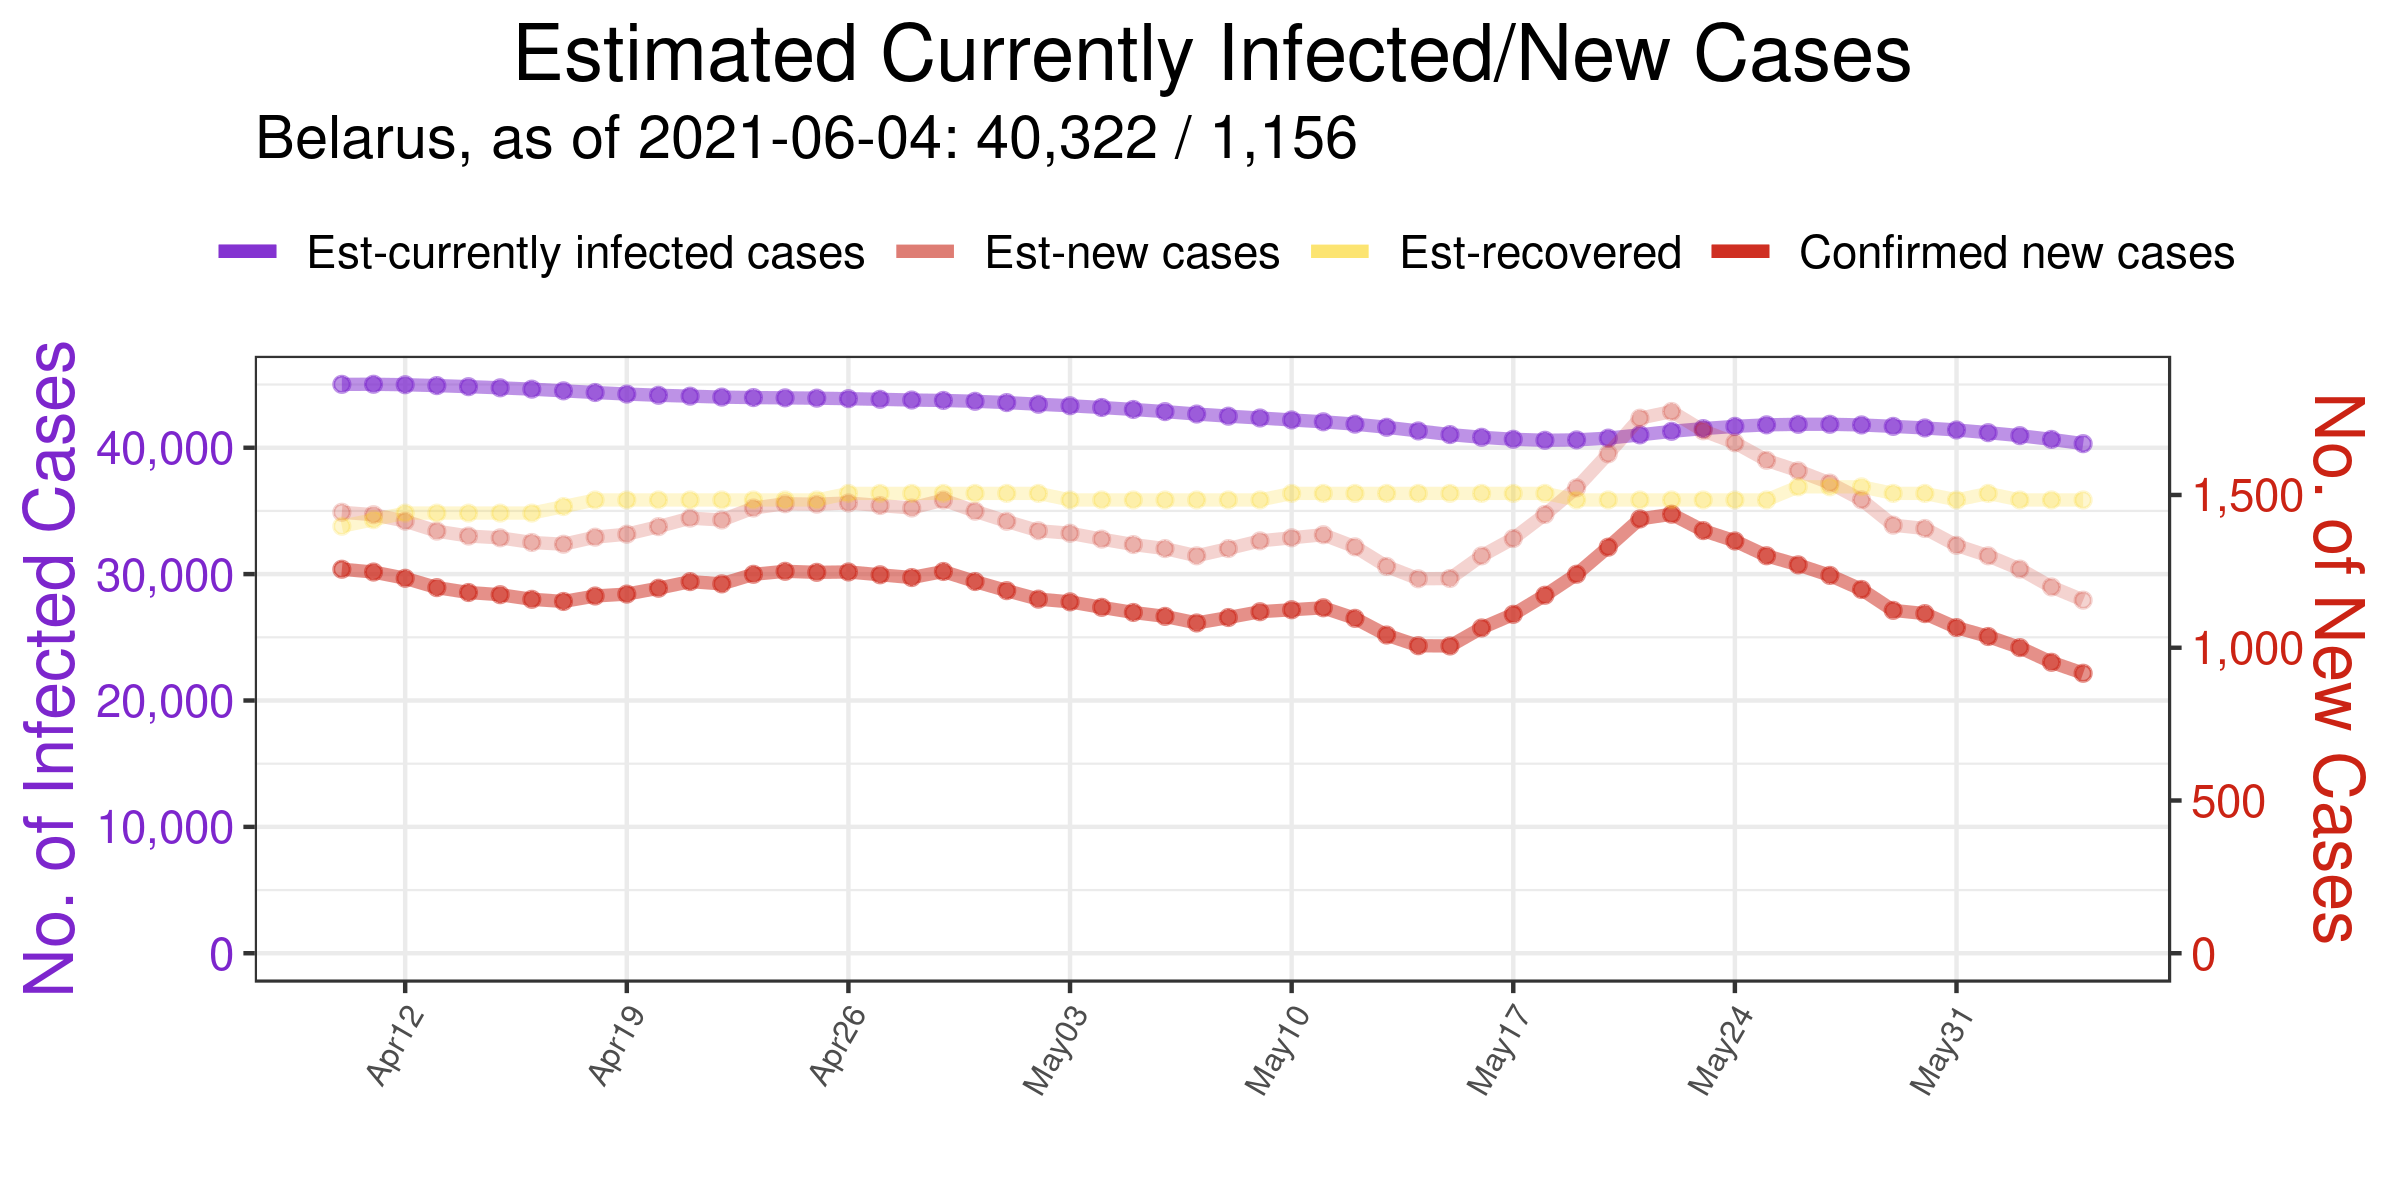 Estimated Currently Infected/New Cases
Belarus, as of 2021-06-04: 40,322 / 1,156
Est-currently infected cases Est-new cases Est-recovered Confirmed new cases
No. of Infected Cases
40,000
30,000
20,000
10,000
0
1,500
1,000
500
0
No. of New Cases
Apr12 Apr19 Apr26 May03 May10 May17 May24 May31